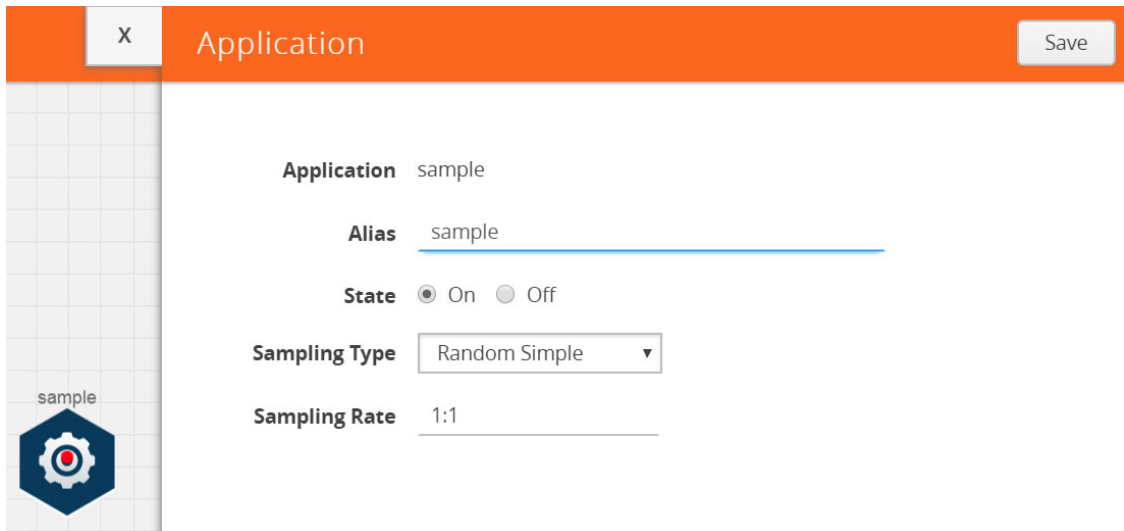 X
Application
Save
Application sample
Alias sample
State On Off
Sampling Type Random Simple
Sampling Rate 1:1
sample